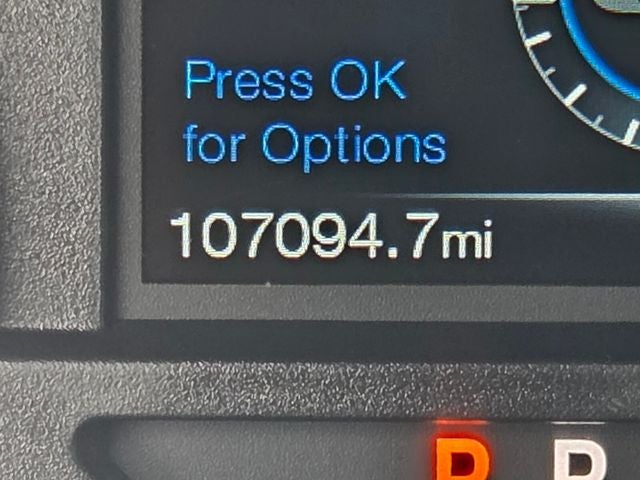 Press OK
for Options
107094.7mi
P R